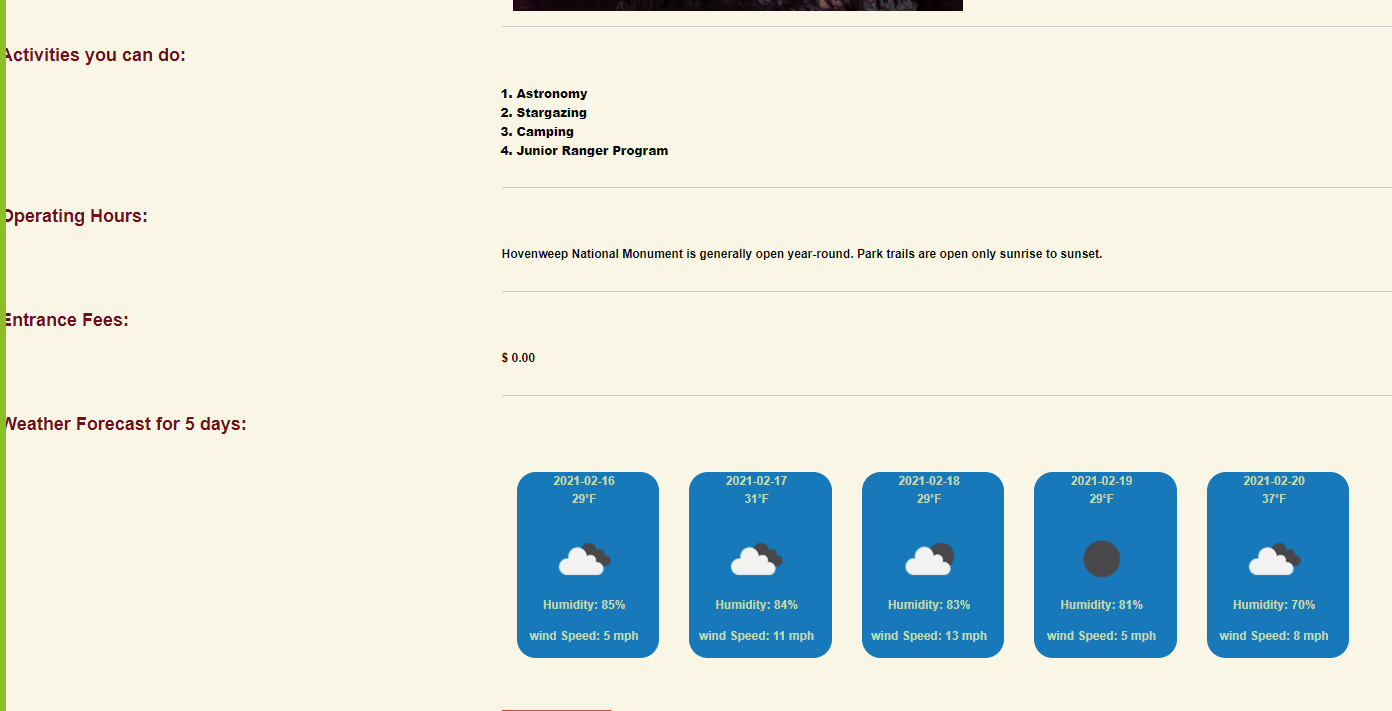 Activities you can do:
1. Astronomy
2. Stargazing
3. Camping
4. Junior Ranger Program
Operating Hours:
Hovenweep National Monument is generally open year-round. Park trails are open only sunrise to sunset.
Entrance Fees:
$ 0.00
Weather Forecast for 5 days:
2021-02-16
29°F
Humidity: 85%
wind Speed: 5 mph
2021-02-17
31°F
Humidity: 84%
wind Speed: 11 mph
2021-02-18
29°F
Humidity: 83%
wind Speed: 13 mph
2021-02-19
29°F
Humidity: 81%
wind Speed: 5 mph
2021-02-20
37°F
Humidity: 70%
wind Speed: 8 mph